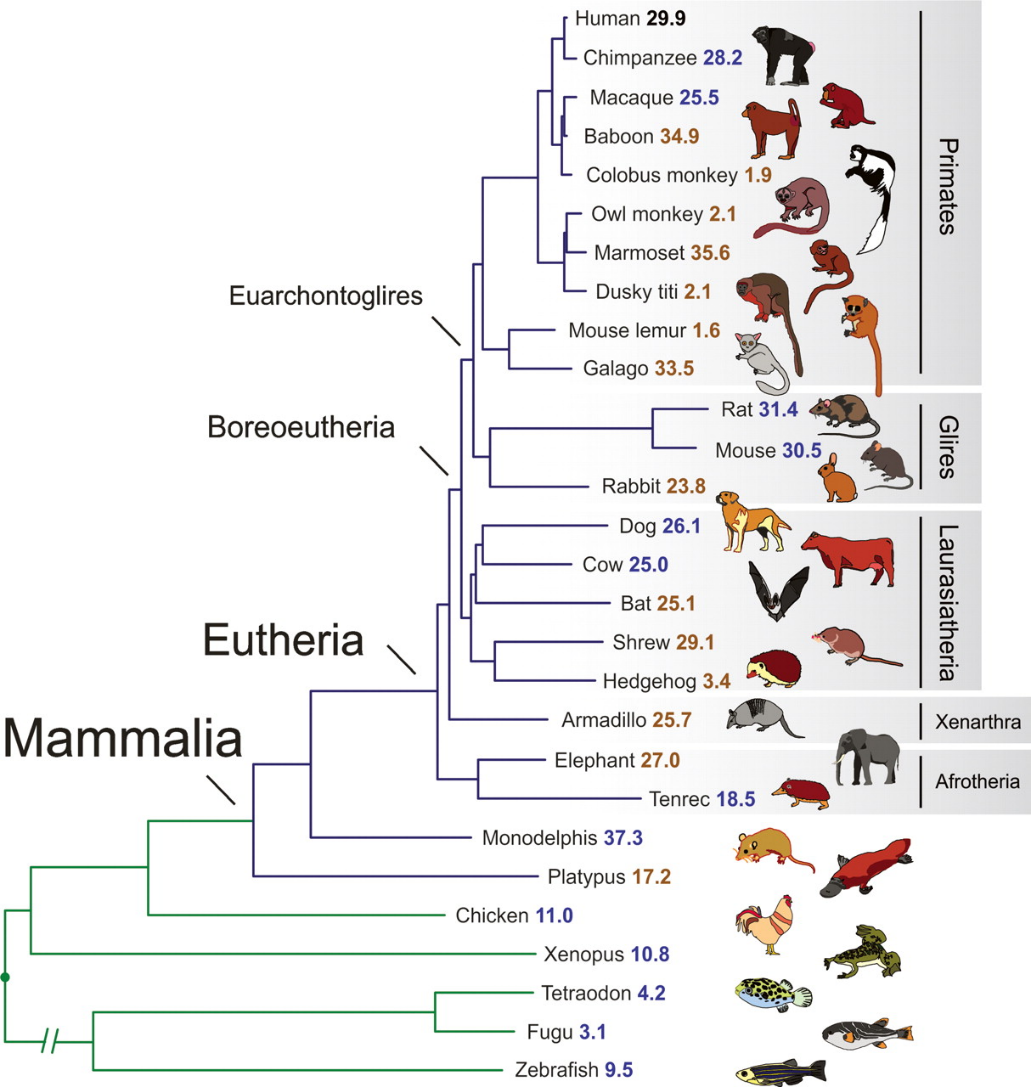 Human 29.9
Chimpanzee 28.2
Macaque 25.5
Baboon 34.9
Colobus monkey 1.9
Owl monkey 2.1
Marmoset 35.6
Dusky titi 2.1
Mouse lemur 1.6
Galago 33.5
Primates
Euarchontoglires
Rat 31.4
Mouse 30.5
Rabbit 23.8
Glires
Boreoeutheria
Dog 26.1
Cow 25.0
Bat 25.1
Shrew 29.1
Hedgehog 3.4
Laurasiatheria
Eutheria
Armadillo 25.7
Xenarthra
Mammalia
Elephant 27.0
Tenrec 18.5
Afrotheria
Monodelphis 37.3
Platypus 17.2
Chicken 11.0
Xenopus 10.8
Tetraodon 4.2
Fugu 3.1
Zebrafish 9.5